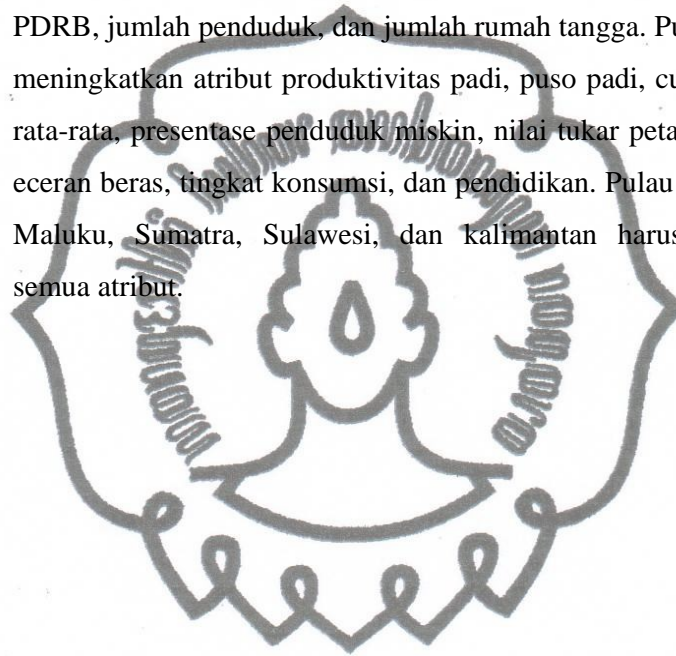 PDRB, jumlah penduduk, dan jumlah rumah tangga. Pu
meningkatkan atribut produktivitas padi, puso padi, cu
rata-rata, presentase penduduk miskin, nilai tukar peta
eceran beras, tingkat konsumsi, dan pendidikan. Pulau
Maluku, Sumatra, Sulawesi, dan kalimantan harus
semua atribut.